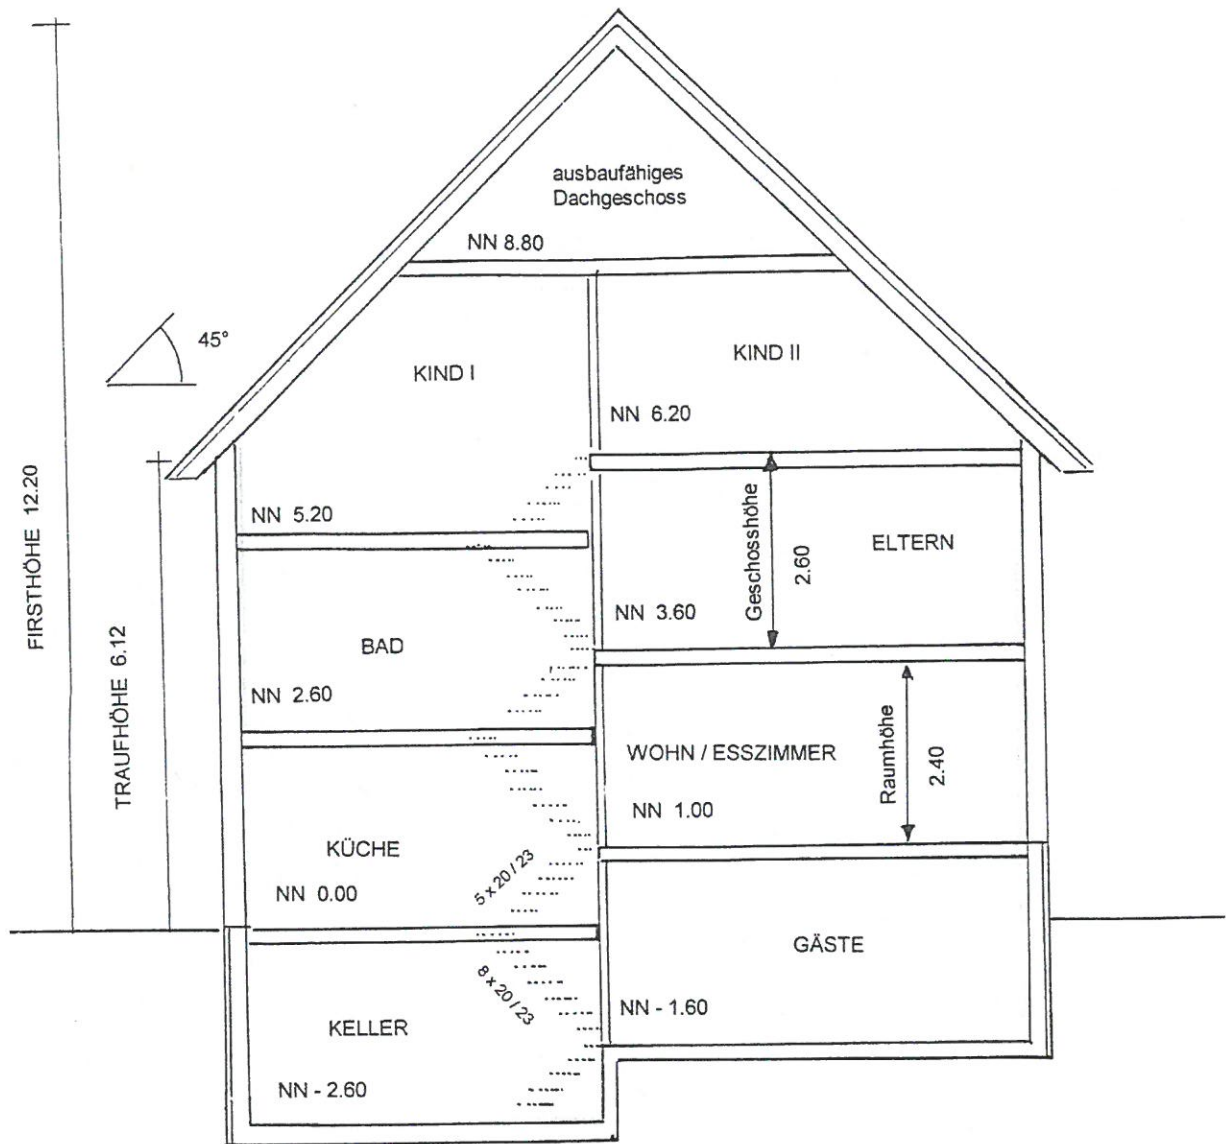 ausbaufähiges
Dachgeschoss
NN 8.80
45°
KIND I
KIND II
NN 6.20
FIRSTHÖHE 12.20
TRAUFHÖHE 6.12
NN 5.20
Geschosshöhe
2.60
ELTERN
NN 3.60
BAD
NN 2.60
WOHN / ESSZIMMER
NN 1.00
Raumhöhe
2.40
KÜCHE
NN 0.00
5 x 20 / 23
GÄSTE
8 x 20 / 23
KELLER
NN - 1.60
NN - 2.60